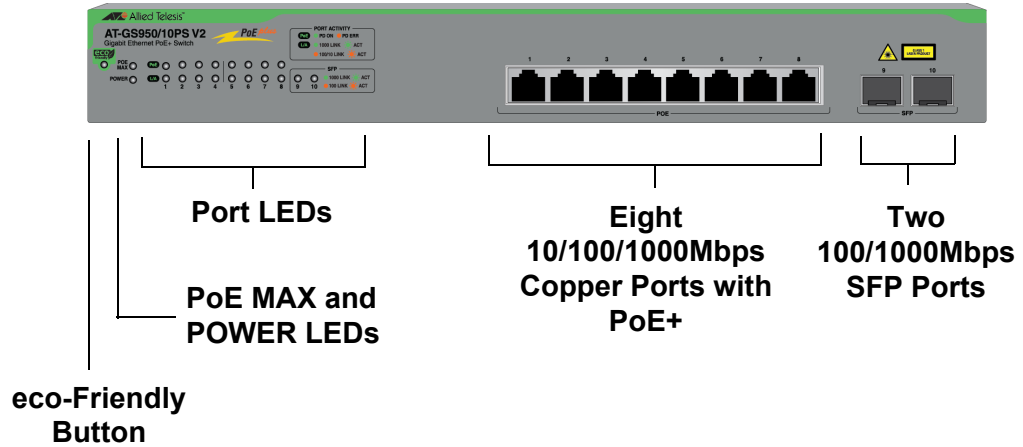 Allied Telesis
AT-GS950/10PS V2
Gigabit Ethernet PoE+ Switch
PoE
eco
friendly
POE MAX
POWER
PoE
L/A
1 2 3 4 5 6 7 8 9 10
PORT ACTIVITY
PoE PD ON PD ERR
L/A 1000 LINK ACT
100/10 LINK ACT
SFP
1000 LINK ACT
100 LINK ACT
1 2 3 4 5 6 7 8
POE
9 10
SFP
Port LEDs
PoE MAX and
POWER LEDs
eco-Friendly
Button
Eight
10/100/1000Mbps
Copper Ports with
PoE+
Two
100/1000Mbps
SFP Ports